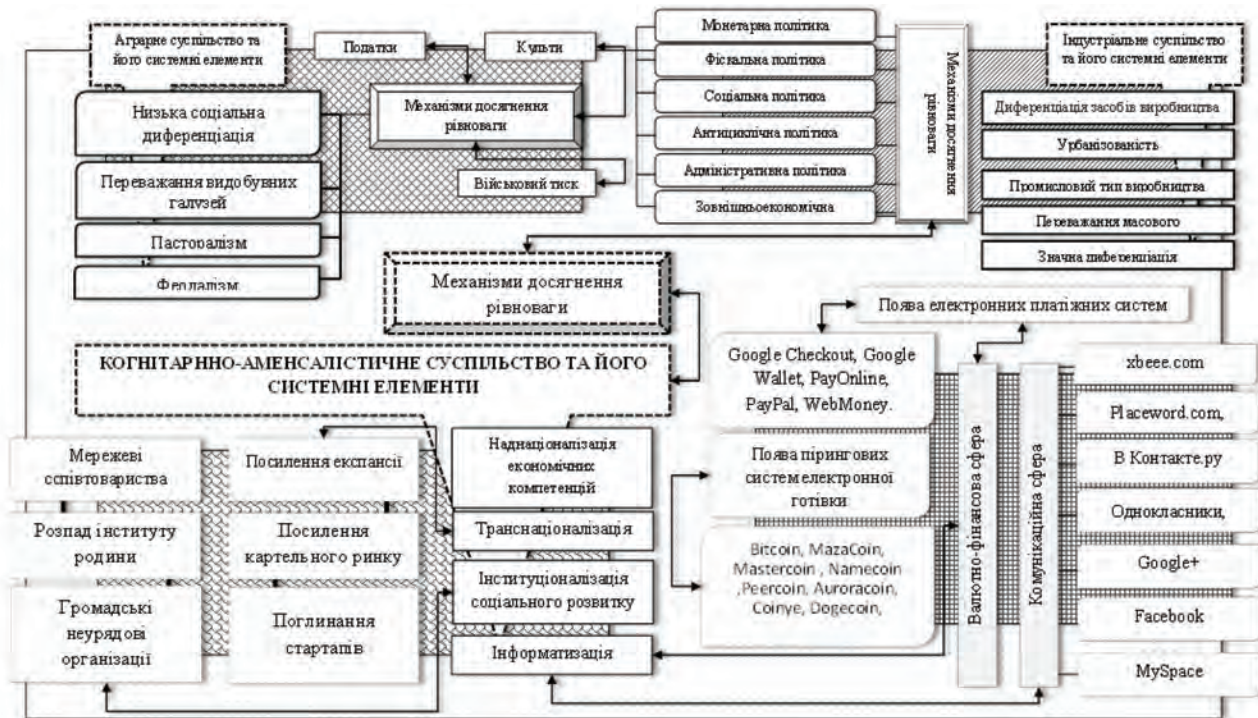 Аграрне суспільство та
його системні елементи
Податки
Культи
Механізми досягнення
рівноваги
Військовий тиск
Низька соціальна
диференціація
Переважання видобувних
галузей
Пасторалізм
Феодалізм
Монетарна політика
Фіскальна політика
Соціальна політика
Антициклічна політика
Адміністративна політика
Зовнішньоекономічна
Механізми досягнення
рівноваги
Індустріальне суспільство
та його системні елементи
Диференціація засобів виробництва
Урбанізованість
Промисловий тип виробництва
Переважання масового
Значна диференціація
Механізми досягнення
рівноваги
КОГНІТАРННО-АМЕНСАЛІСТИЧНЕ СУСПІЛЬСТВО ТА ЙОГО
СИСТЕМНІ ЕЛЕМЕНТИ
Мережеві
сспівтовариства
Розпад інституту
родини
Громадські
неурядові
організації
Посилення експансії
Посилення
картельного ринку
Поглинання
стартапів
Наднаціоналізація
економічних
компетенцій
Транснаціоналізація
Інституціоналізація
соціального розвитку
Інформатизація
Поява електронних платіжних систем
Google Checkout, Google
Wallet, PayOnline,
PayPal, WebMoney.
Поява пірингових
систем електронної
готівки
Bitcoin, MazaCoin,
Mastercoin , Namecoin
,Peercoin, Auroracoin,
Coinye, Dogecoin,
Валютно-фінансова сфера
Комунікаційна сфера
xbeee.com
Placeword.com,
В Контакте.ру
Однокласники,
Google+
Facebook
MySpace